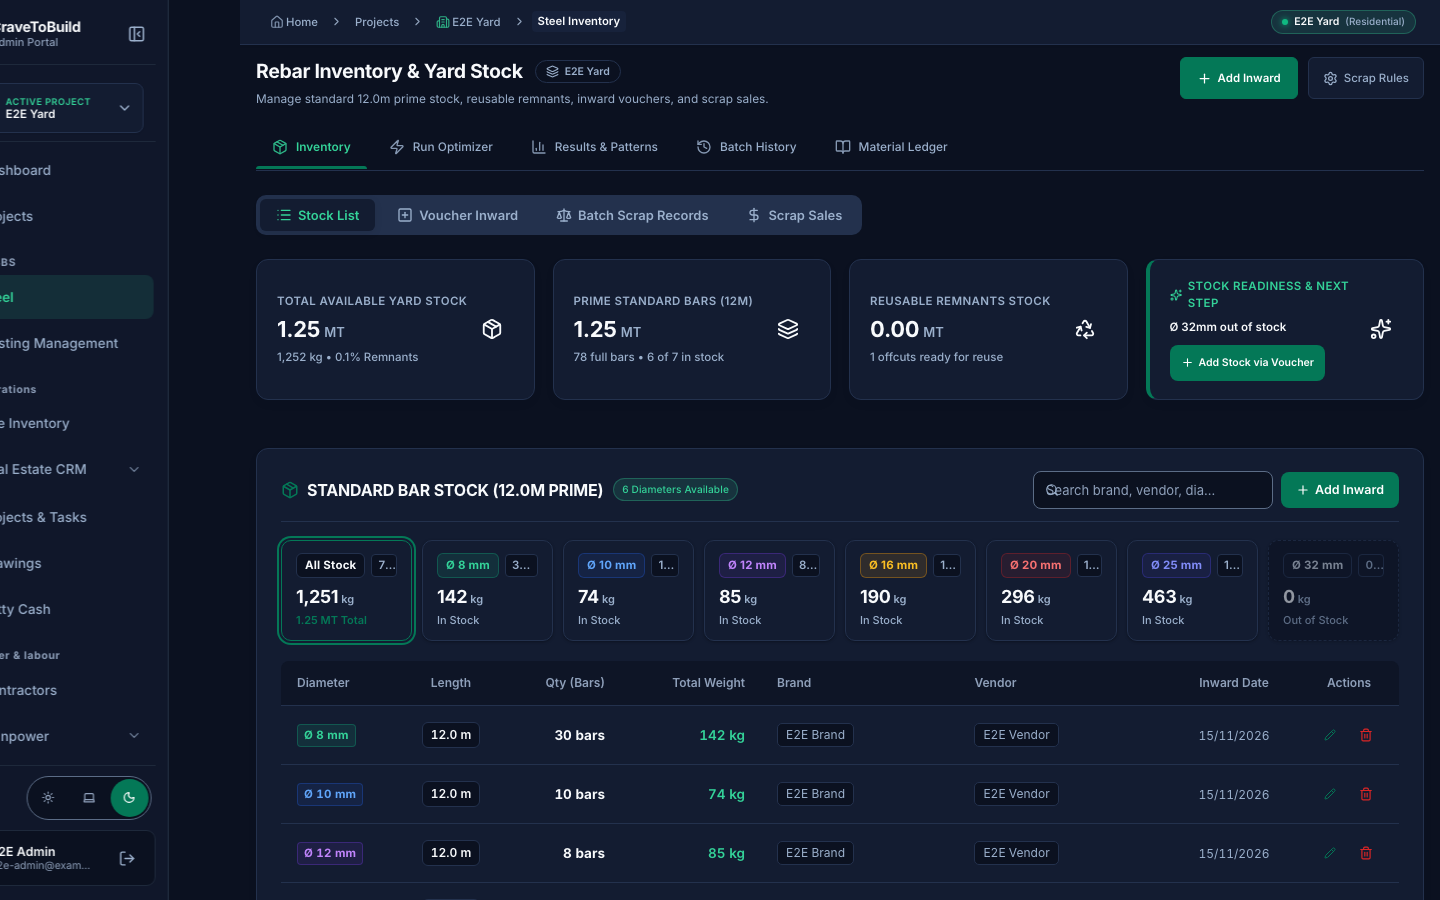 raveToBuild
dmin Portal
ACTIVE PROJECT
E2E Yard
shboard
jects
BS
eel
sting Management
rations
e Inventory
al Estate CRM
jects & Tasks
awings
tty Cash
er & labour
ntractors
npower
2E Admin
2e-admin@exam...
Home
Projects
E2E Yard
Steel Inventory
E2E Yard (Residential)
Rebar Inventory & Yard Stock
E2E Yard
Manage standard 12.0m prime stock, reusable remnants, inward vouchers, and scrap sales.
Add Inward
Scrap Rules
Inventory
Run Optimizer
Results & Patterns
Batch History
Material Ledger
Stock List
Voucher Inward
Batch Scrap Records
Scrap Sales
TOTAL AVAILABLE YARD STOCK
1.25 MT
1,252 kg • 0.1% Remnants
PRIME STANDARD BARS (12M)
1.25 MT
78 full bars • 6 of 7 in stock
REUSABLE REMNANTS STOCK
0.00 MT
1 offcuts ready for reuse
STOCK READINESS & NEXT
STEP
Ø 32mm out of stock
Add Stock via Voucher
STANDARD BAR STOCK (12.0M PRIME)
6 Diameters Available
Search brand, vendor, dia...
Add Inward
All Stock 7...
1,251 kg
1.25 MT Total
Ø 8 mm 3...
142 kg
In Stock
Ø 10 mm 1...
74 kg
In Stock
Ø 12 mm 8...
85 kg
In Stock
Ø 16 mm 1...
190 kg
In Stock
Ø 20 mm 1...
296 kg
In Stock
Ø 25 mm 1...
463 kg
In Stock
Ø 32 mm 0...
0 kg
Out of Stock
Diameter Length Qty (Bars) Total Weight Brand Vendor Inward Date Actions
Ø 8 mm 12.0 m 30 bars 142 kg E2E Brand E2E Vendor 15/11/2026
Ø 10 mm 12.0 m 10 bars 74 kg E2E Brand E2E Vendor 15/11/2026
Ø 12 mm 12.0 m 8 bars 85 kg E2E Brand E2E Vendor 15/11/2026